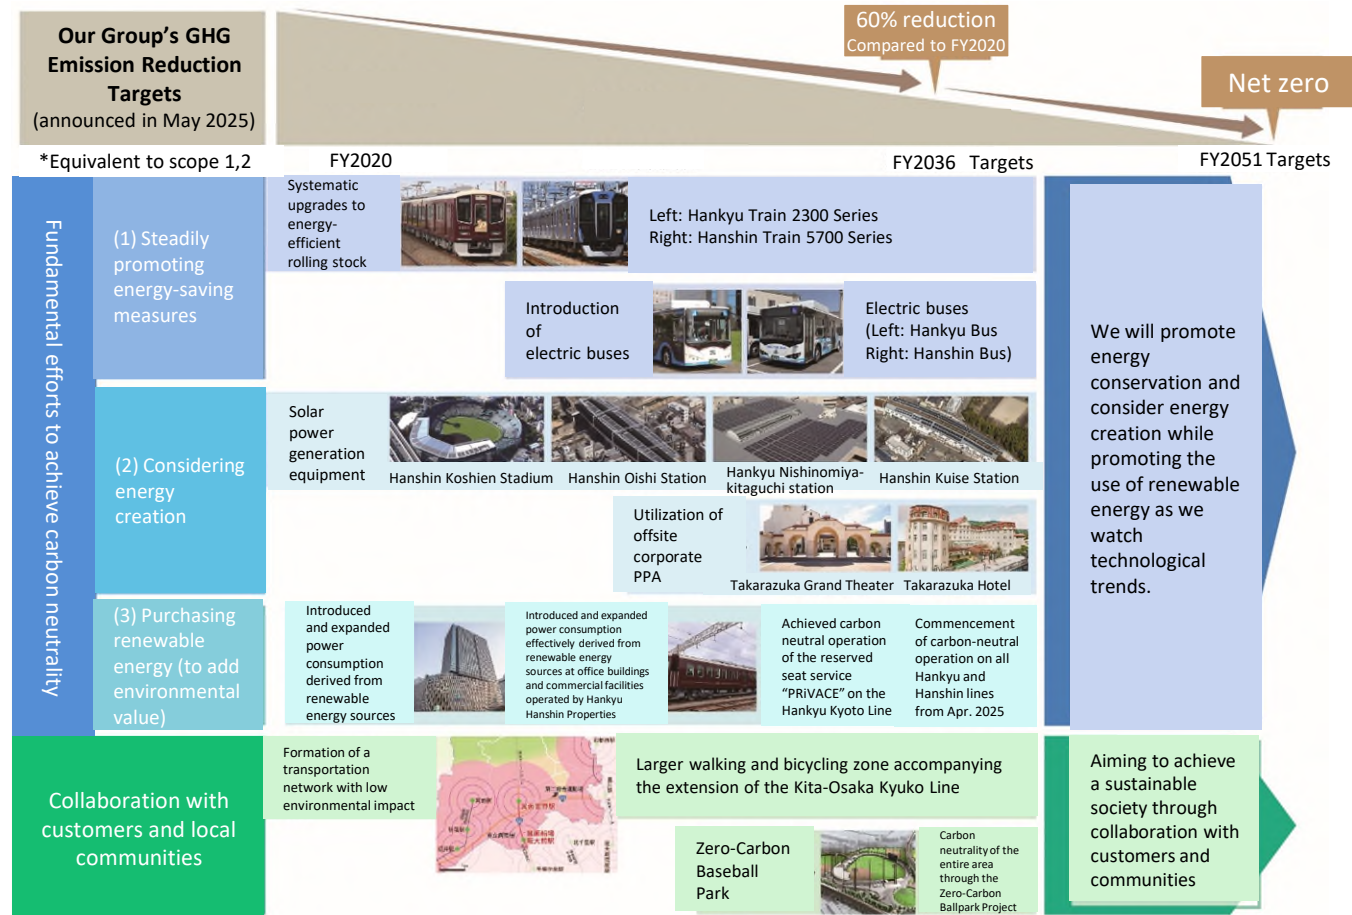 Our Group's GHG
Emission Reduction
Targets
(announced in May 2025)
60% reduction
Compared to FY2020
Net zero
*Equivalent to scope 1,2
FY2020
FY2036 Targets
FY2051 Targets
Fundamental efforts to achieve carbon neutrality
(1) Steadily
promoting
energy-saving
measures
Systematic
upgrades to
energy-
efficient
rolling stock
Left: Hankyu Train 2300 Series
Right: Hanshin Train 5700 Series
Introduction
of
electric buses
Electric buses
(Left: Hankyu Bus
Right: Hanshin Bus)
(2) Considering
energy
creation
Solar
power
generation
equipment
Hanshin Koshien Stadium
Hanshin Oishi Station
Hankyu Nishinomiya-
kitaguchi station
Hanshin Kuise Station
Utilization of
offsite
corporate
PPA
Takarazuka Grand Theater
Takarazuka Hotel
(3) Purchasing
renewable
energy (to add
environmental
value)
Introduced
and expanded
power
consumption
derived from
renewable
energy sources
Introduced and expanded
power consumption
effectively derived from
renewable energy
sources at office buildings
and commercial facilities
operated by Hankyu
Hanshin Properties
Achieved carbon
neutral operation
of the reserved
seat service
"PRiVACE" on the
Hankyu Kyoto Line
Commencement
of carbon-neutral
operation on all
Hankyu and
Hanshin lines
from Apr. 2025
We will promote
energy
conservation and
consider energy
creation while
promoting the
use of renewable
energy as we
watch
technological
trends.
Collaboration with
customers and local
communities
Formation of a
transportation
network with low
environmental impact
Larger walking and bicycling zone accompanying
the extension of the Kita-Osaka Kyuko Line
Zero-Carbon
Baseball
Park
Carbon
neutrality of the
entire area
through the
Zero-Carbon
Ballpark Project
Aiming to achieve
a sustainable
society through
collaboration with
customers and
communities